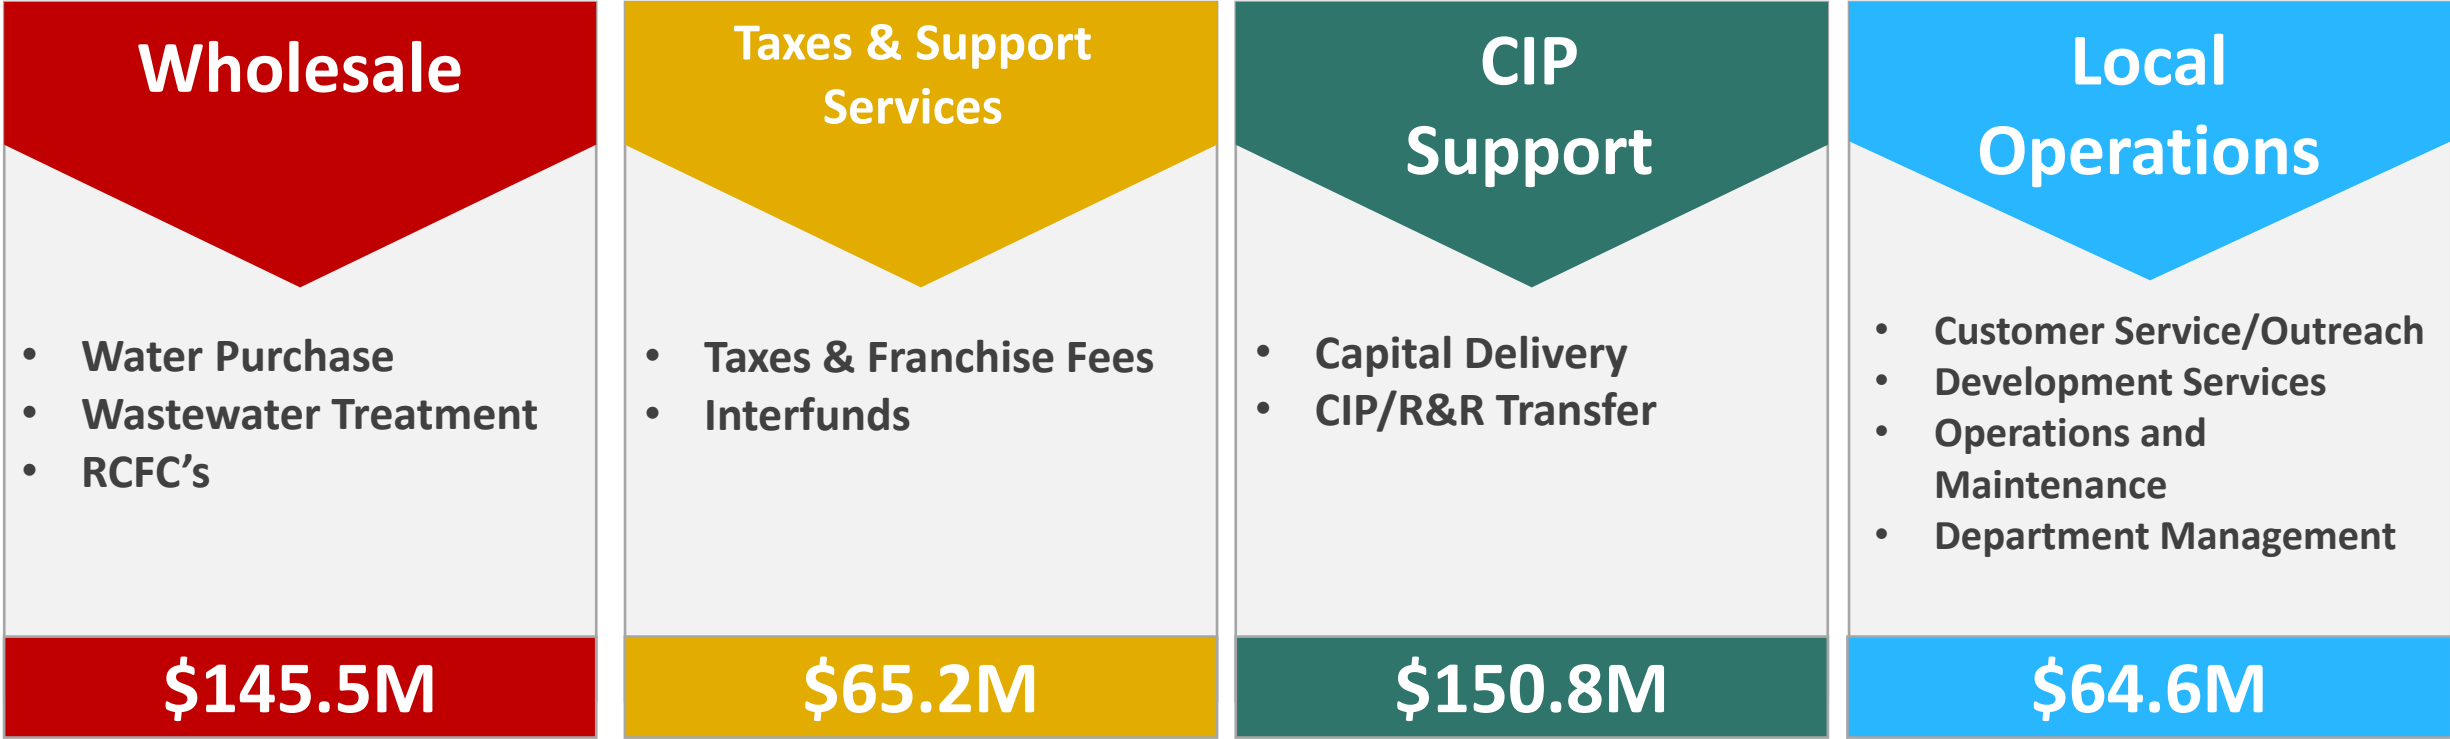 Wholesale
• Water Purchase
• Wastewater Treatment
• RCFC’s
$145.5M
Taxes & Support
Services
• Taxes & Franchise Fees
• Interfunds
$65.2M
CIP
Support
• Capital Delivery
• CIP/R&R Transfer
$150.8M
Local
Operations
• Customer Service/Outreach
• Development Services
• Operations and
Maintenance
• Department Management
$64.6M